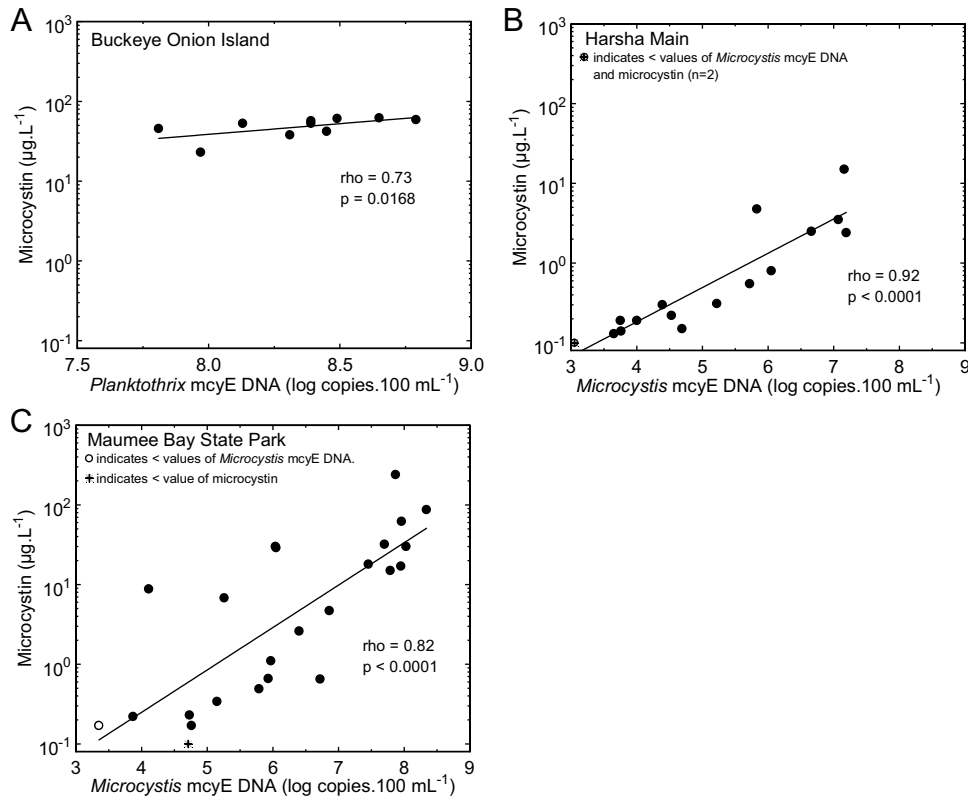 A
Buckeye Onion Island
10³
10²
10¹
10⁰
10⁻¹
Microcystin (µg.L⁻¹)
rho = 0.73
p = 0.0168
7.5 8.0 8.5 9.0
Planktothrix mcyE DNA (log copies.100 mL⁻¹)
B
Harsha Main
indicates < values of Microcystis mcyE DNA
and microcystin (n=2)
10³
10²
10¹
10⁰
10⁻¹
Microcystin (µg.L⁻¹)
rho = 0.92
p < 0.0001
3 4 5 6 7 8 9
Microcystis mcyE DNA (log copies.100 mL⁻¹)
C
Maumee Bay State Park
indicates < values of Microcystis mcyE DNA.
indicates < value of microcystin
10³
10²
10¹
10⁰
10⁻¹
Microcystin (µg.L⁻¹)
rho = 0.82
p < 0.0001
3 4 5 6 7 8 9
Microcystis mcyE DNA (log copies.100 mL⁻¹)